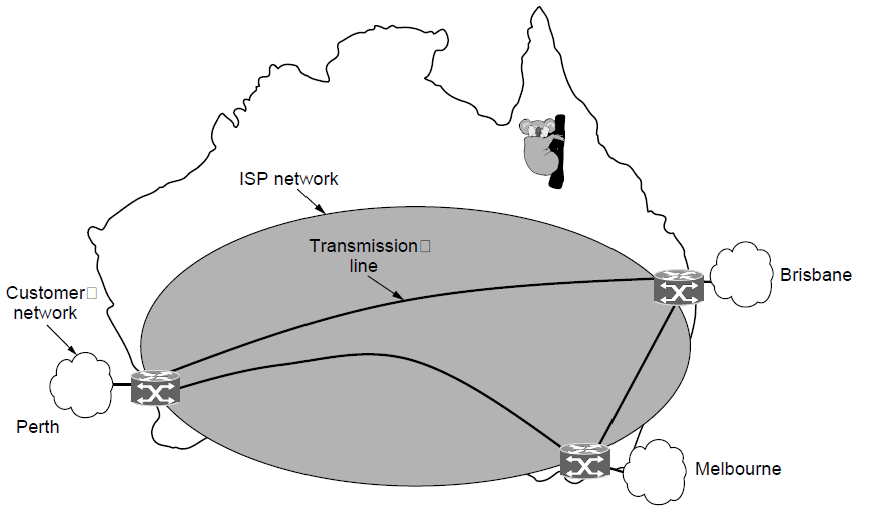 ISP network
Transmission
line
Brisbane
Customer
network
Perth
Melbourne